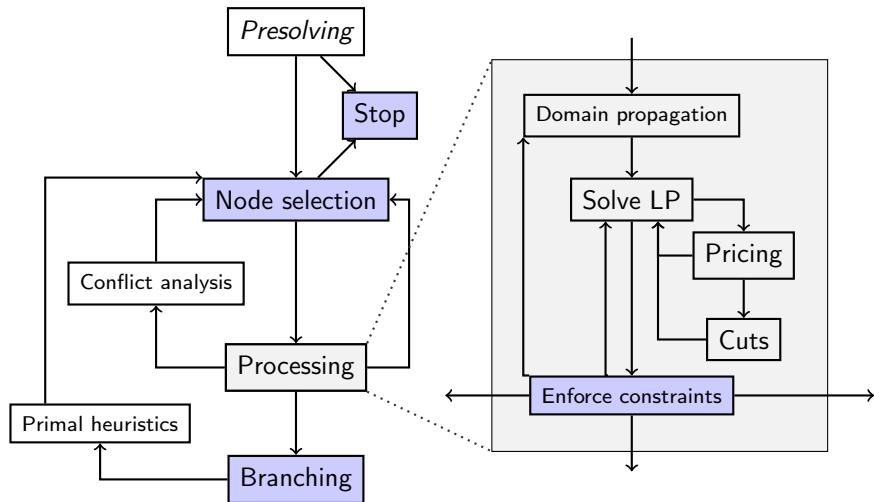 Presolving
Stop
Node selection
Conflict analysis
Processing
Primal heuristics
Branching
Domain propagation
Solve LP
Pricing
Cuts
Enforce constraints